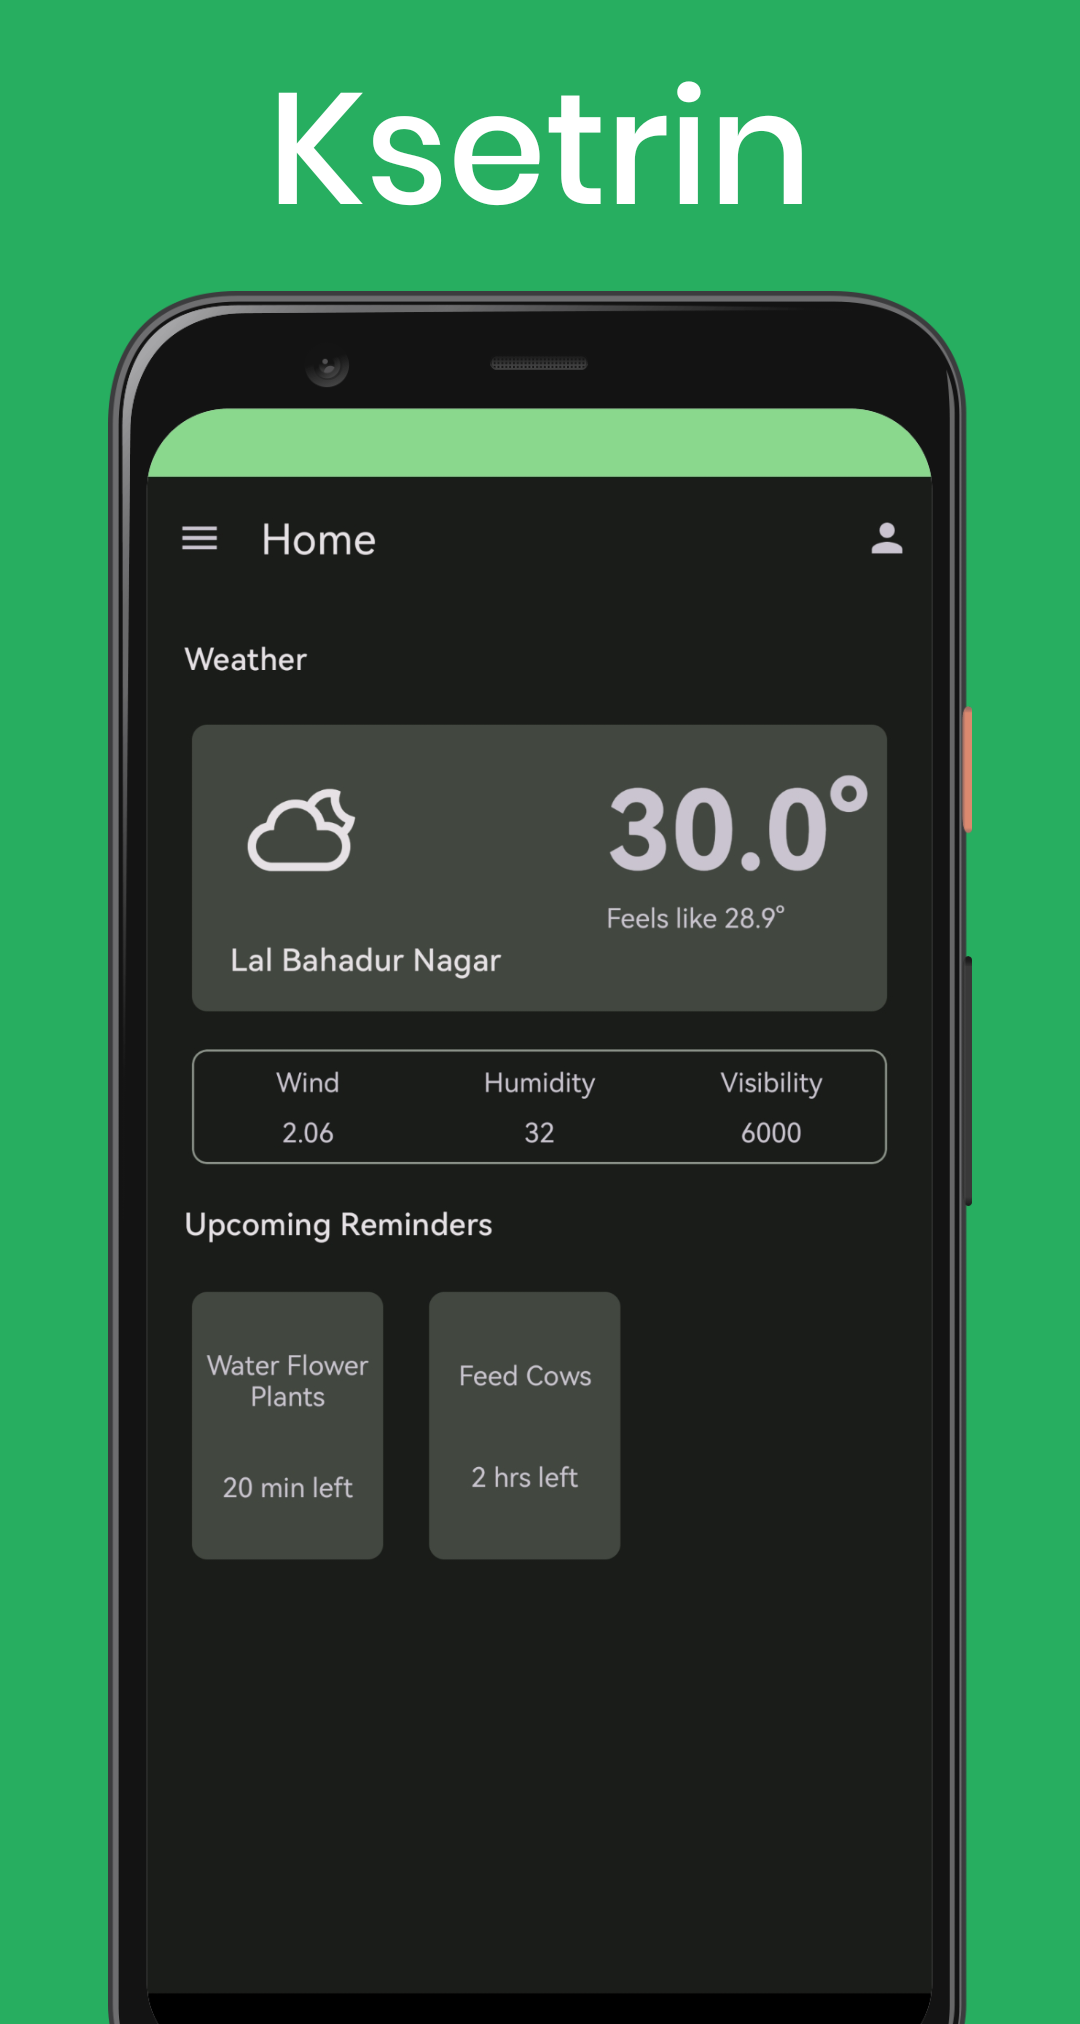 Ksetrin
Home
Weather
30.0°
Feels like 28.9°
Lal Bahadur Nagar
Wind Humidity Visibility
2.06 32 6000
Upcoming Reminders
Water Flower
Plants
20 min left
Feed Cows
2 hrs left